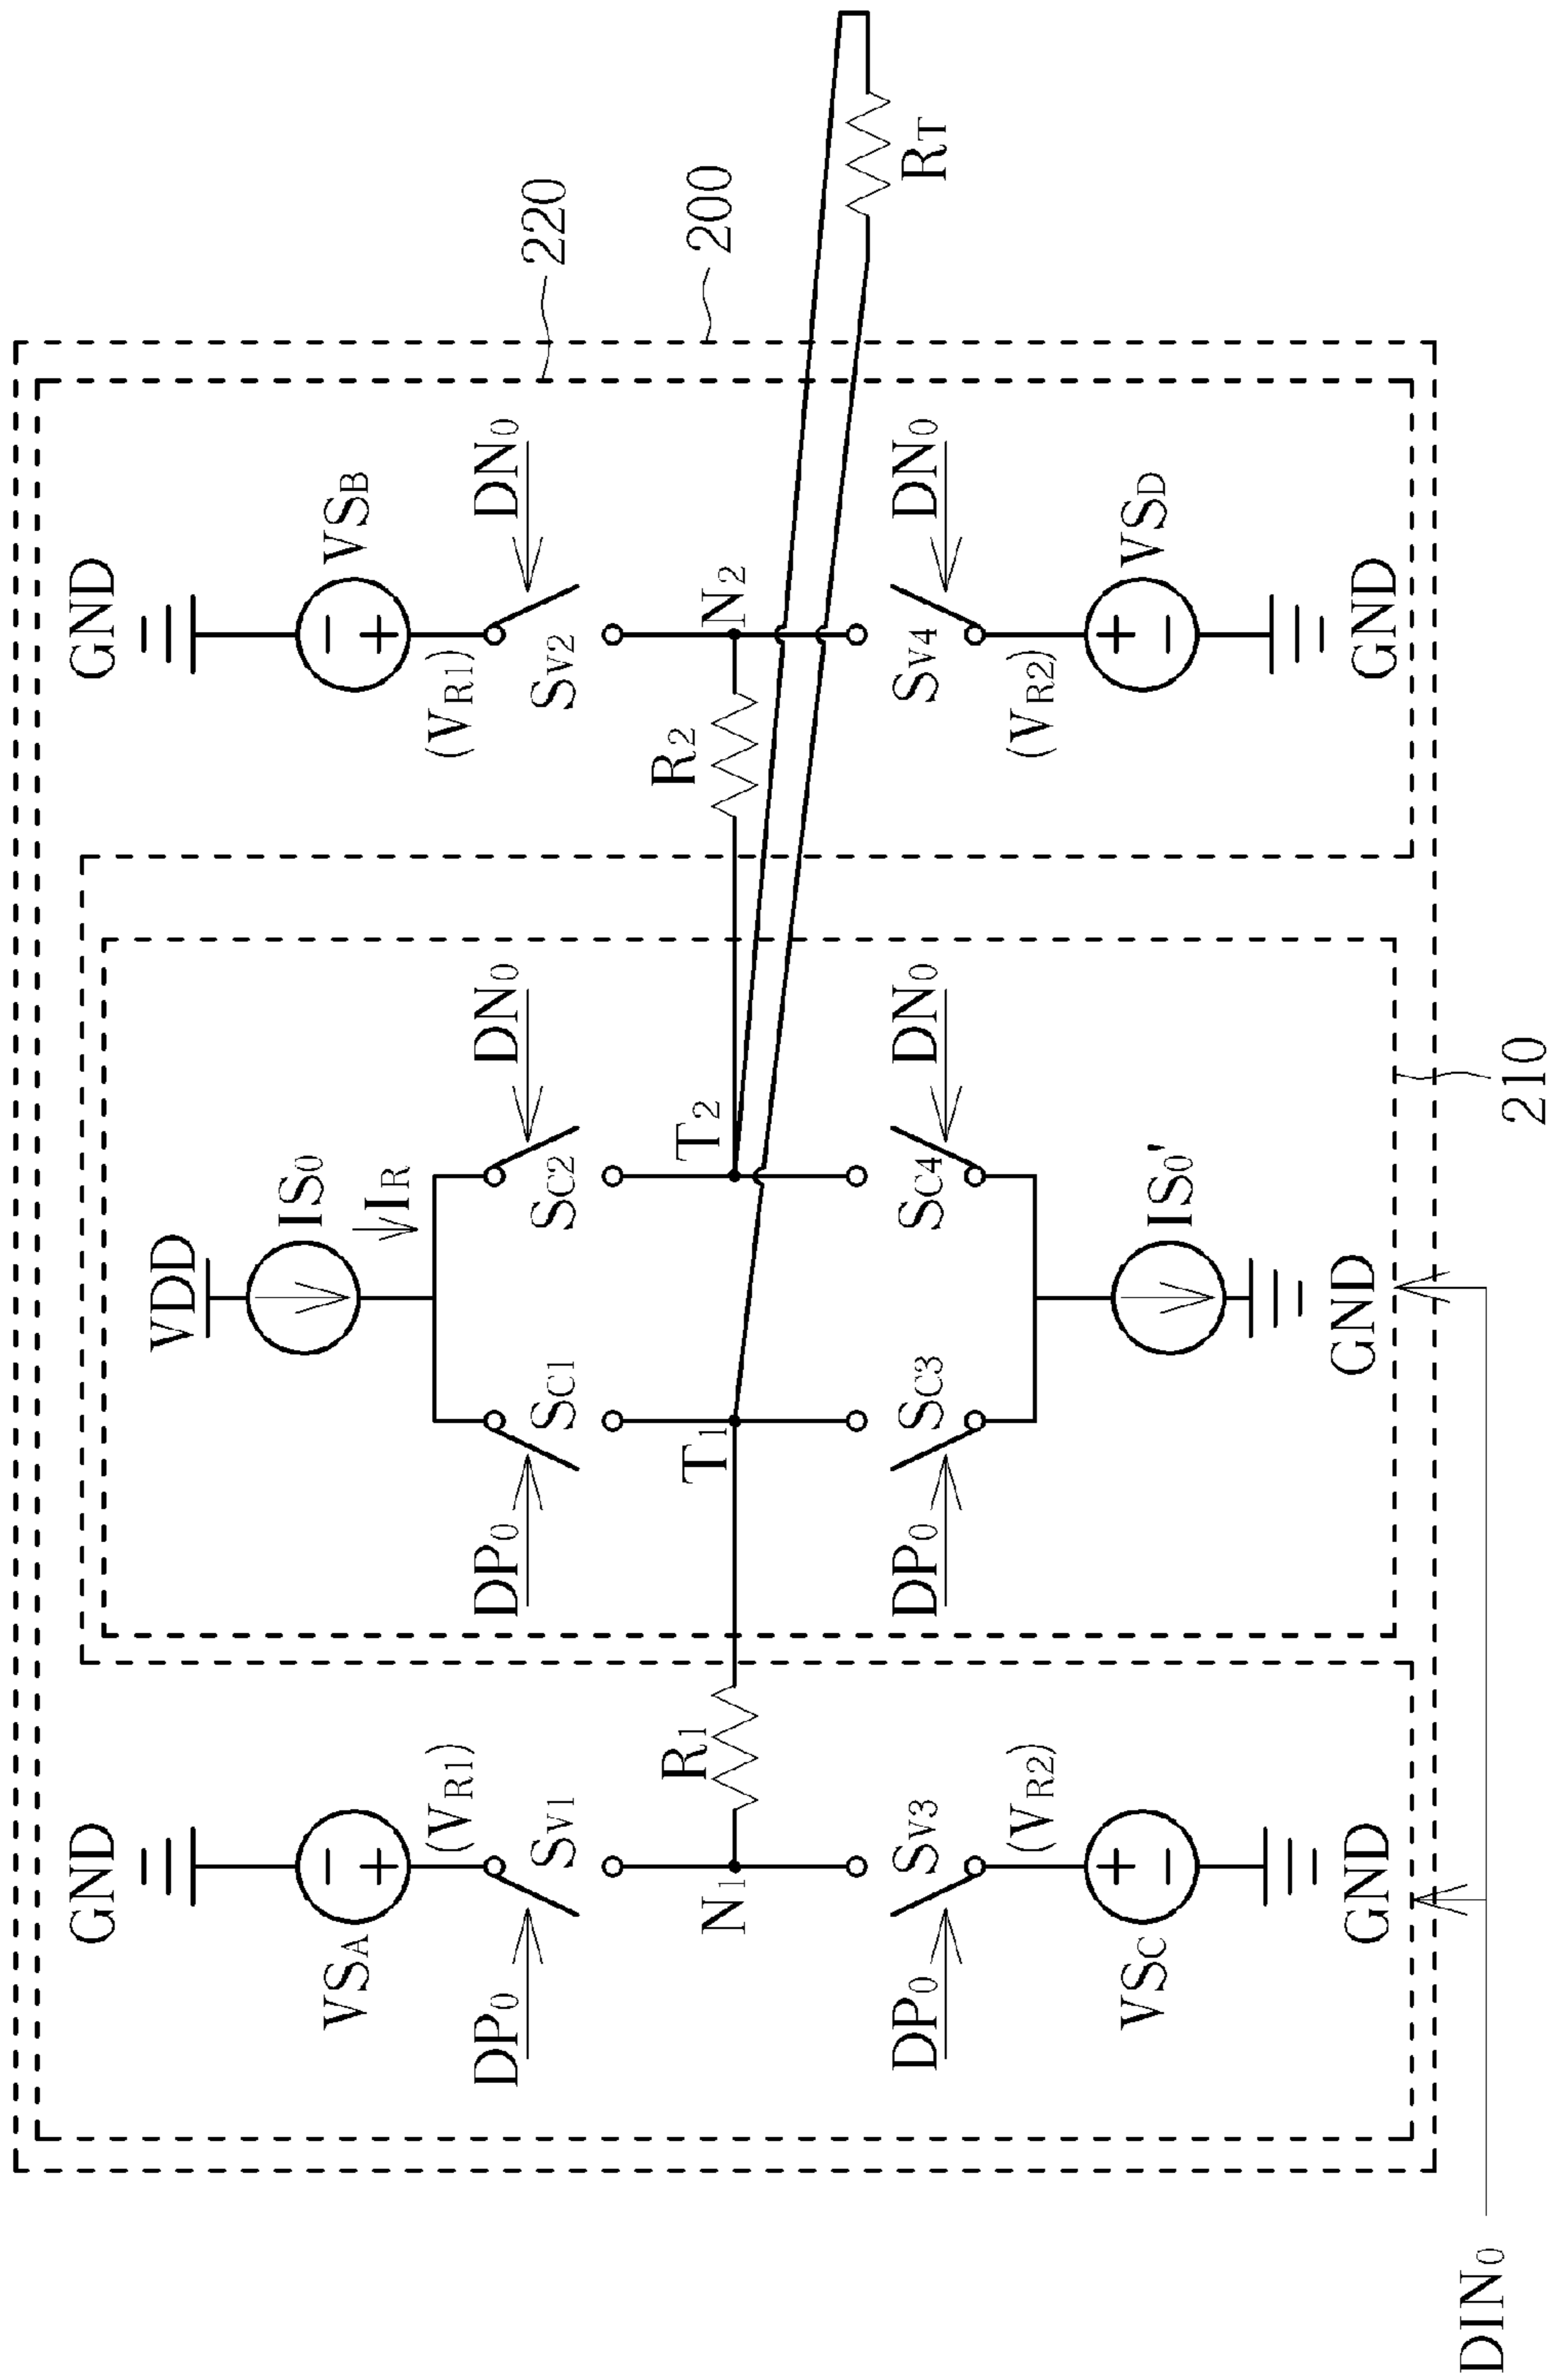 GND
GND
VDD
VSA
VSB
IS0
IR
(VR1)
(VR1)
DP0
SV1
DP0
SC1
SC2
DN0
SV2
DN0
N1
R1
T1
T2
R2
N2
220
200
RT
DP0
SV3
DP0
SC3
SC4
DN0
SV4
DN0
(VR2)
(VR2)
VSC
VSD
IS0'
GND
GND
GND
210
DIN0